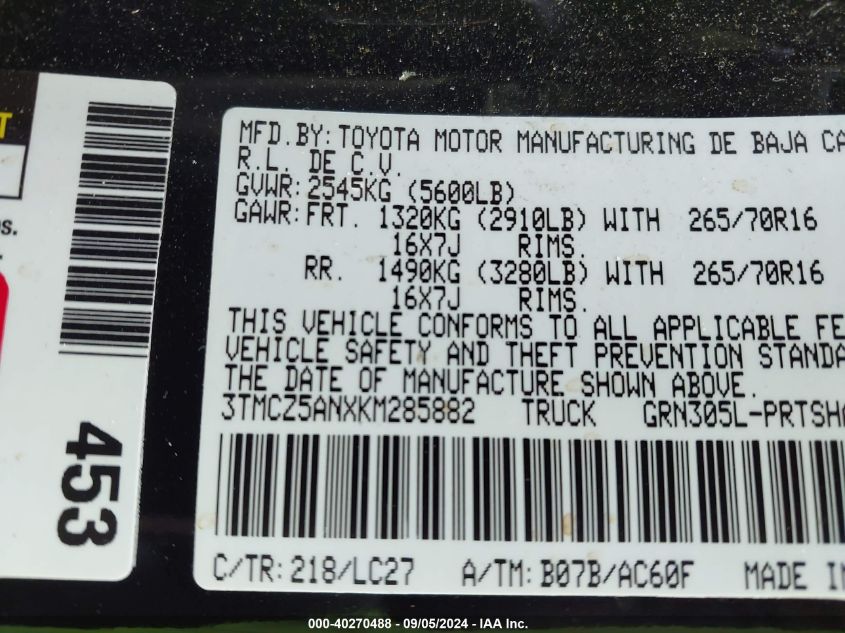 T
s.
453
MFD.BY:TOYOTA MOTOR MANUFACTURING DE BAJA CA
R.L. DE C.V.
GVWR:2545KG (5600LB)
GAWR:FRT. 1320KG (2910LB) WITH 265/70R16
16X7J RIMS.
RR. 1490KG (3280LB) WITH 265/70R16
16X7J RIMS.
THIS VEHICLE CONFORMS TO ALL APPLICABLE FE
VEHICLE SAFETY AND THEFT PREVENTION STANDA
THE DATE OF MANUFACTURE SHOWN ABOVE.
3TMCZ5ANXKM285882 TRUCK GRN305L-PRTSH
C/TR:218/LC27 A/TM:B07B/AC60F MADE IN
000-40270488 - 09/05/2024 - IAA Inc.